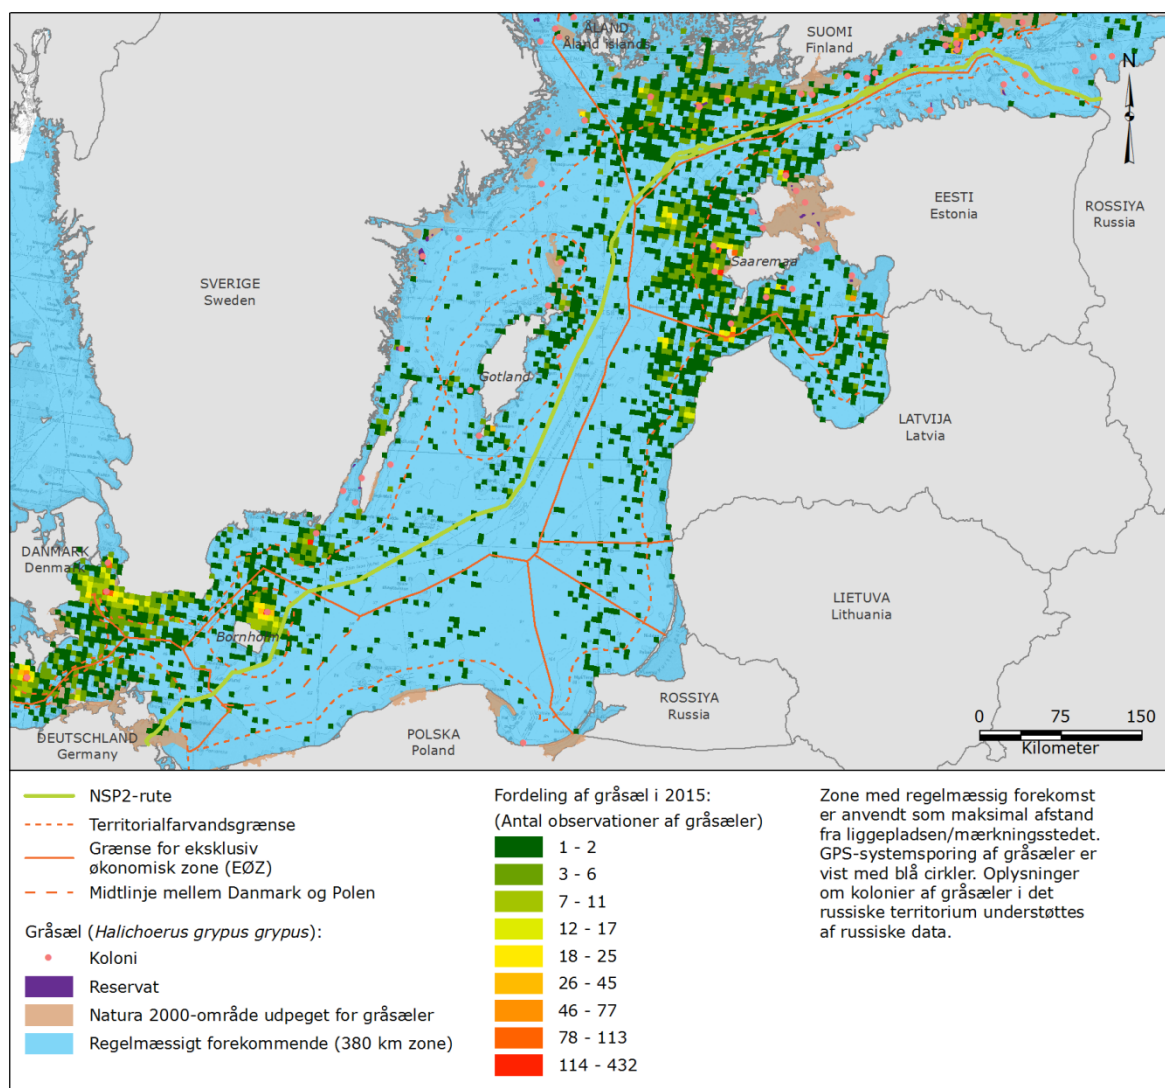 ÅLAND
Åland islands
SUOMI
Finland
N
EESTI
Estonia
ROSSIYA
Russia
SVERIGE
Sweden
Saaremaa
Gotland
LATVIJA
Latvia
DANMARK
Denmark
LIETUVA
Lithuania
Bornholm
ROSSIYA
Russia
DEUTSCHLAND
Germany
POLSKA
Poland
0 75 150
Kilometer
NSP2-rute
Territorialfarvandsgrænse
Grænse for eksklusiv
økonomisk zone (EØZ)
Midtlinje mellem Danmark og Polen
Gråsæl (Halichoerus grypus grypus):
Koloni
Reservat
Natura 2000-område udpeget for gråsæler
Regelmæssigt forekommende (380 km zone)
Fordeling af gråsæl i 2015:
(Antal observationer af gråsæler)
1 - 2
3 - 6
7 - 11
12 - 17
18 - 25
26 - 45
46 - 77
78 - 113
114 - 432
Zone med regelmæssig forekomst
er anvendt som maksimal afstand
fra liggepladsen/mærkningsstedet.
GPS-systemsporing af gråsæler er
vist med blå cirkler. Oplysninger
om kolonier af gråsæler i det
russiske territorium understøttes
af russiske data.